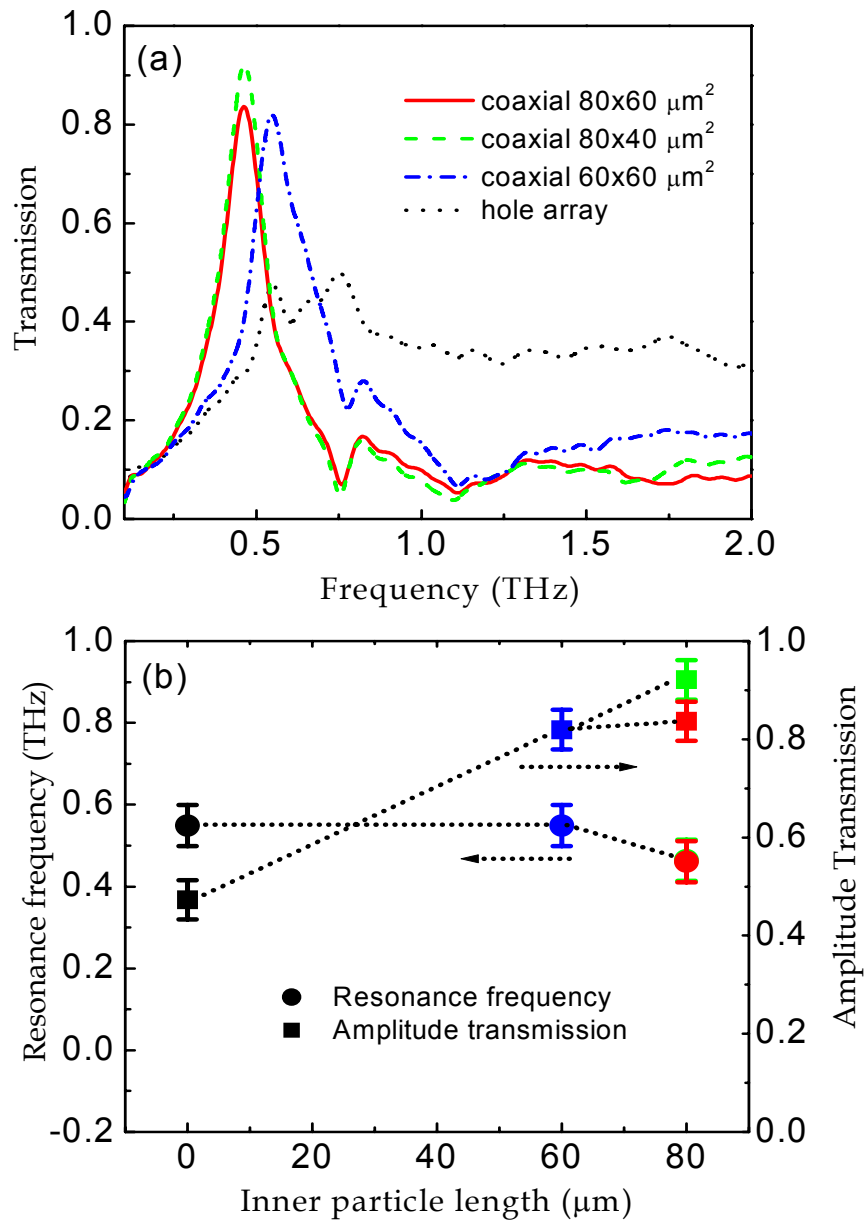 (a)
coaxial 80x60 μm²
coaxial 80x40 μm²
coaxial 60x60 μm²
hole array
Transmission
1.0
0.8
0.6
0.4
0.2
0.0
0.5 1.0 1.5 2.0
Frequency (THz)
(b)
Resonance frequency (THz)
1.0
0.8
0.6
0.4
0.2
0.0
-0.2
Resonance frequency
Amplitude transmission
1.0
0.8
0.6
0.4
0.2
0.0
Amplitude Transmission
0 20 40 60 80
Inner particle length (μm)